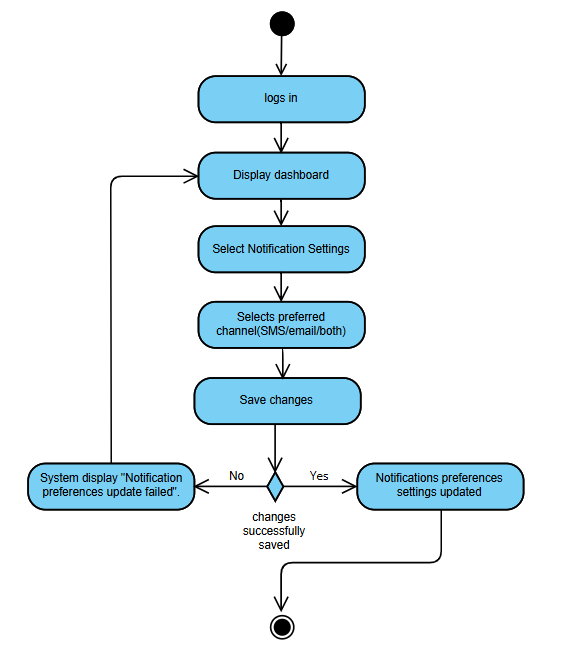 logs in
Display dashboard
Select Notification Settings
Selects preferred
channel(SMS/email/both)
Save changes
System display "Notification
preferences update failed".
No
Yes
Notifications preferences
settings updated
changes
successfully
saved